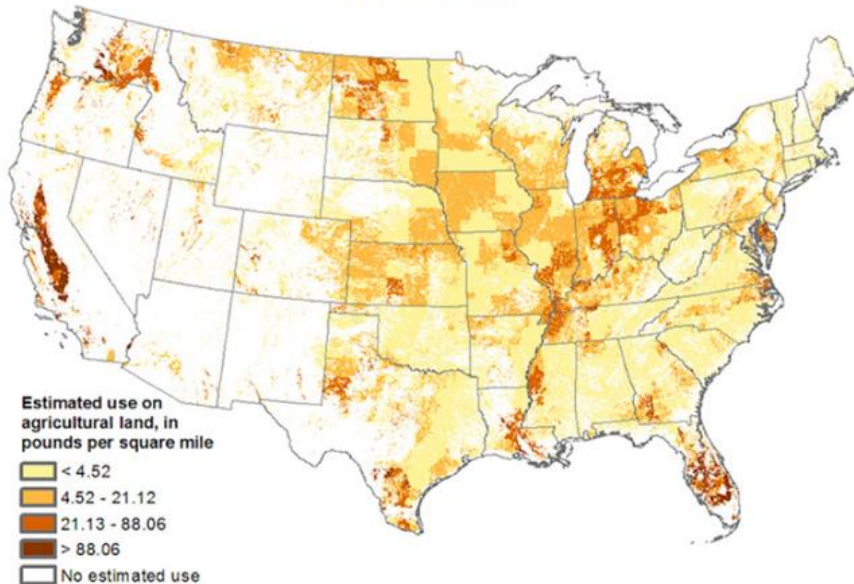 Estimated use on
agricultural land, in
pounds per square mile
< 4.52
4.52 - 21.12
21.13 - 88.06
> 88.06
No estimated use